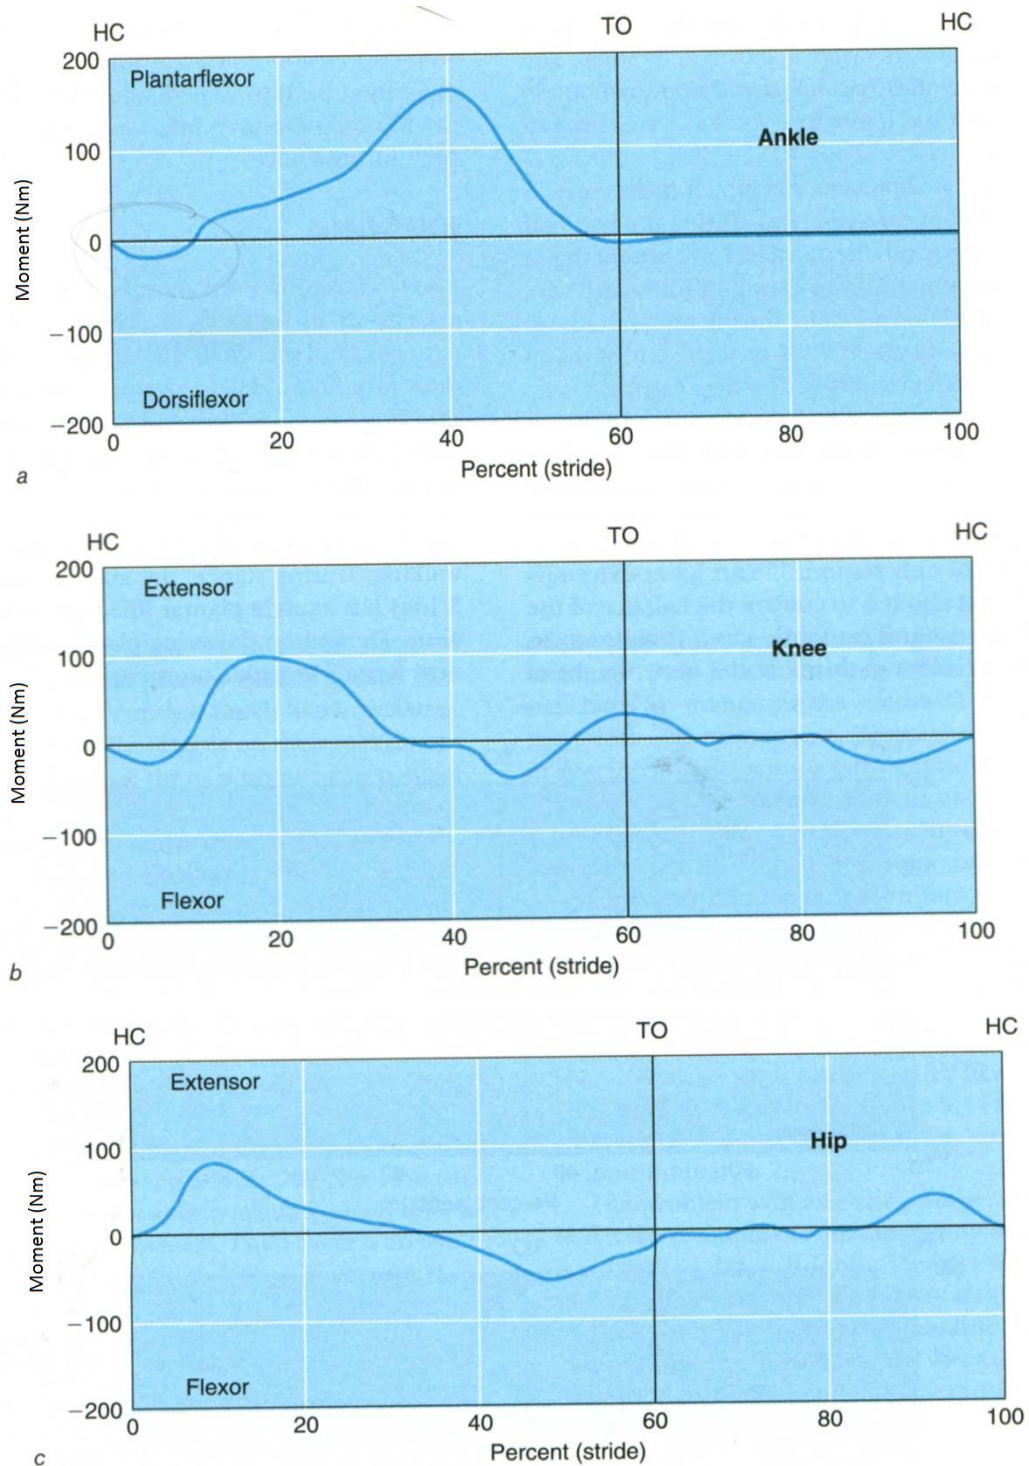 HC TO HC
200
Plantarflexor
100
Ankle
Moment (Nm)
0
−100
Dorsiflexor
−200
0 20 40 60 80 100
Percent (stride)
a
HC TO HC
200
Extensor
100
Knee
Moment (Nm)
0
−100
Flexor
−200
0 20 40 60 80 100
Percent (stride)
b
HC TO HC
200
Extensor
100
Hip
Moment (Nm)
0
−100
Flexor
−200
0 20 40 60 80 100
Percent (stride)
c